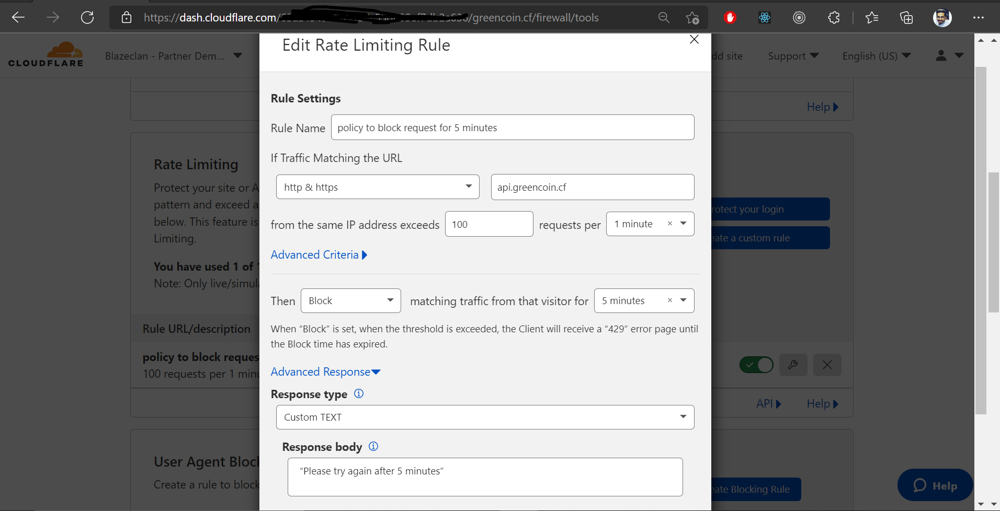 https://dash.cloudflare.com/ /greencoin.cf/firewall/tools
Edit Rate Limiting Rule
CLOUDFLARE
Blazeclan - Partner Dem...
dd site
Support
English (US)
Help
Rule Settings
Rule Name
policy to block request for 5 minutes
If Traffic Matching the URL
http & https
api.greencoin.cf
from the same IP address exceeds
100
requests per
1 minute ×
Advanced Criteria
Then
Block
matching traffic from that visitor for
5 minutes ×
When “Block” is set, when the threshold is exceeded, the Client will receive a “429” error page until
the Block time has expired.
Advanced Response
Response type
Custom TEXT
Response body
“Please try again after 5 minutes”
Rate Limiting
Protect your site or A
pattern and exceed a
below. This feature is
Limiting.
You have used 1 of 1
Note: Only live/simula
rotect your login
eate a custom rule
Rule URL/description
policy to block reques
100 requests per 1 minu
API
Help
User Agent Block
Create a rule to block
eate Blocking Rule
Help